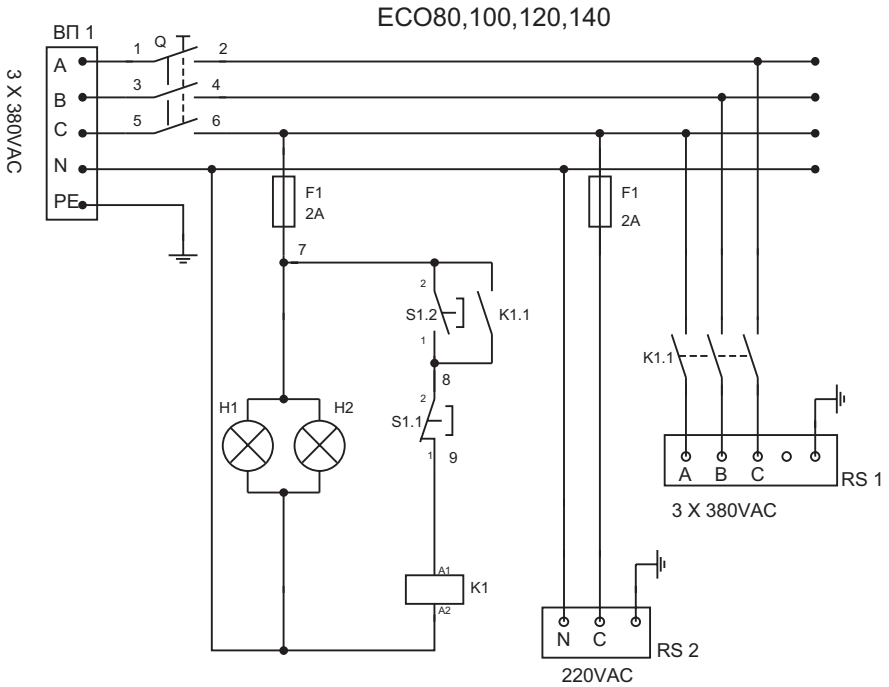 ECO80,100,120,140
ВП 1
3 X 380VAC
A
B
C
N
PE
1
Q
2
3
4
5
6
F1
2A
7
2
S1.2
1
K1.1
8
2
S1.1
1
9
H1
H2
A1
K1
A2
F1
2A
K1.1
A
B
C
RS 1
3 X 380VAC
N
C
RS 2
220VAC